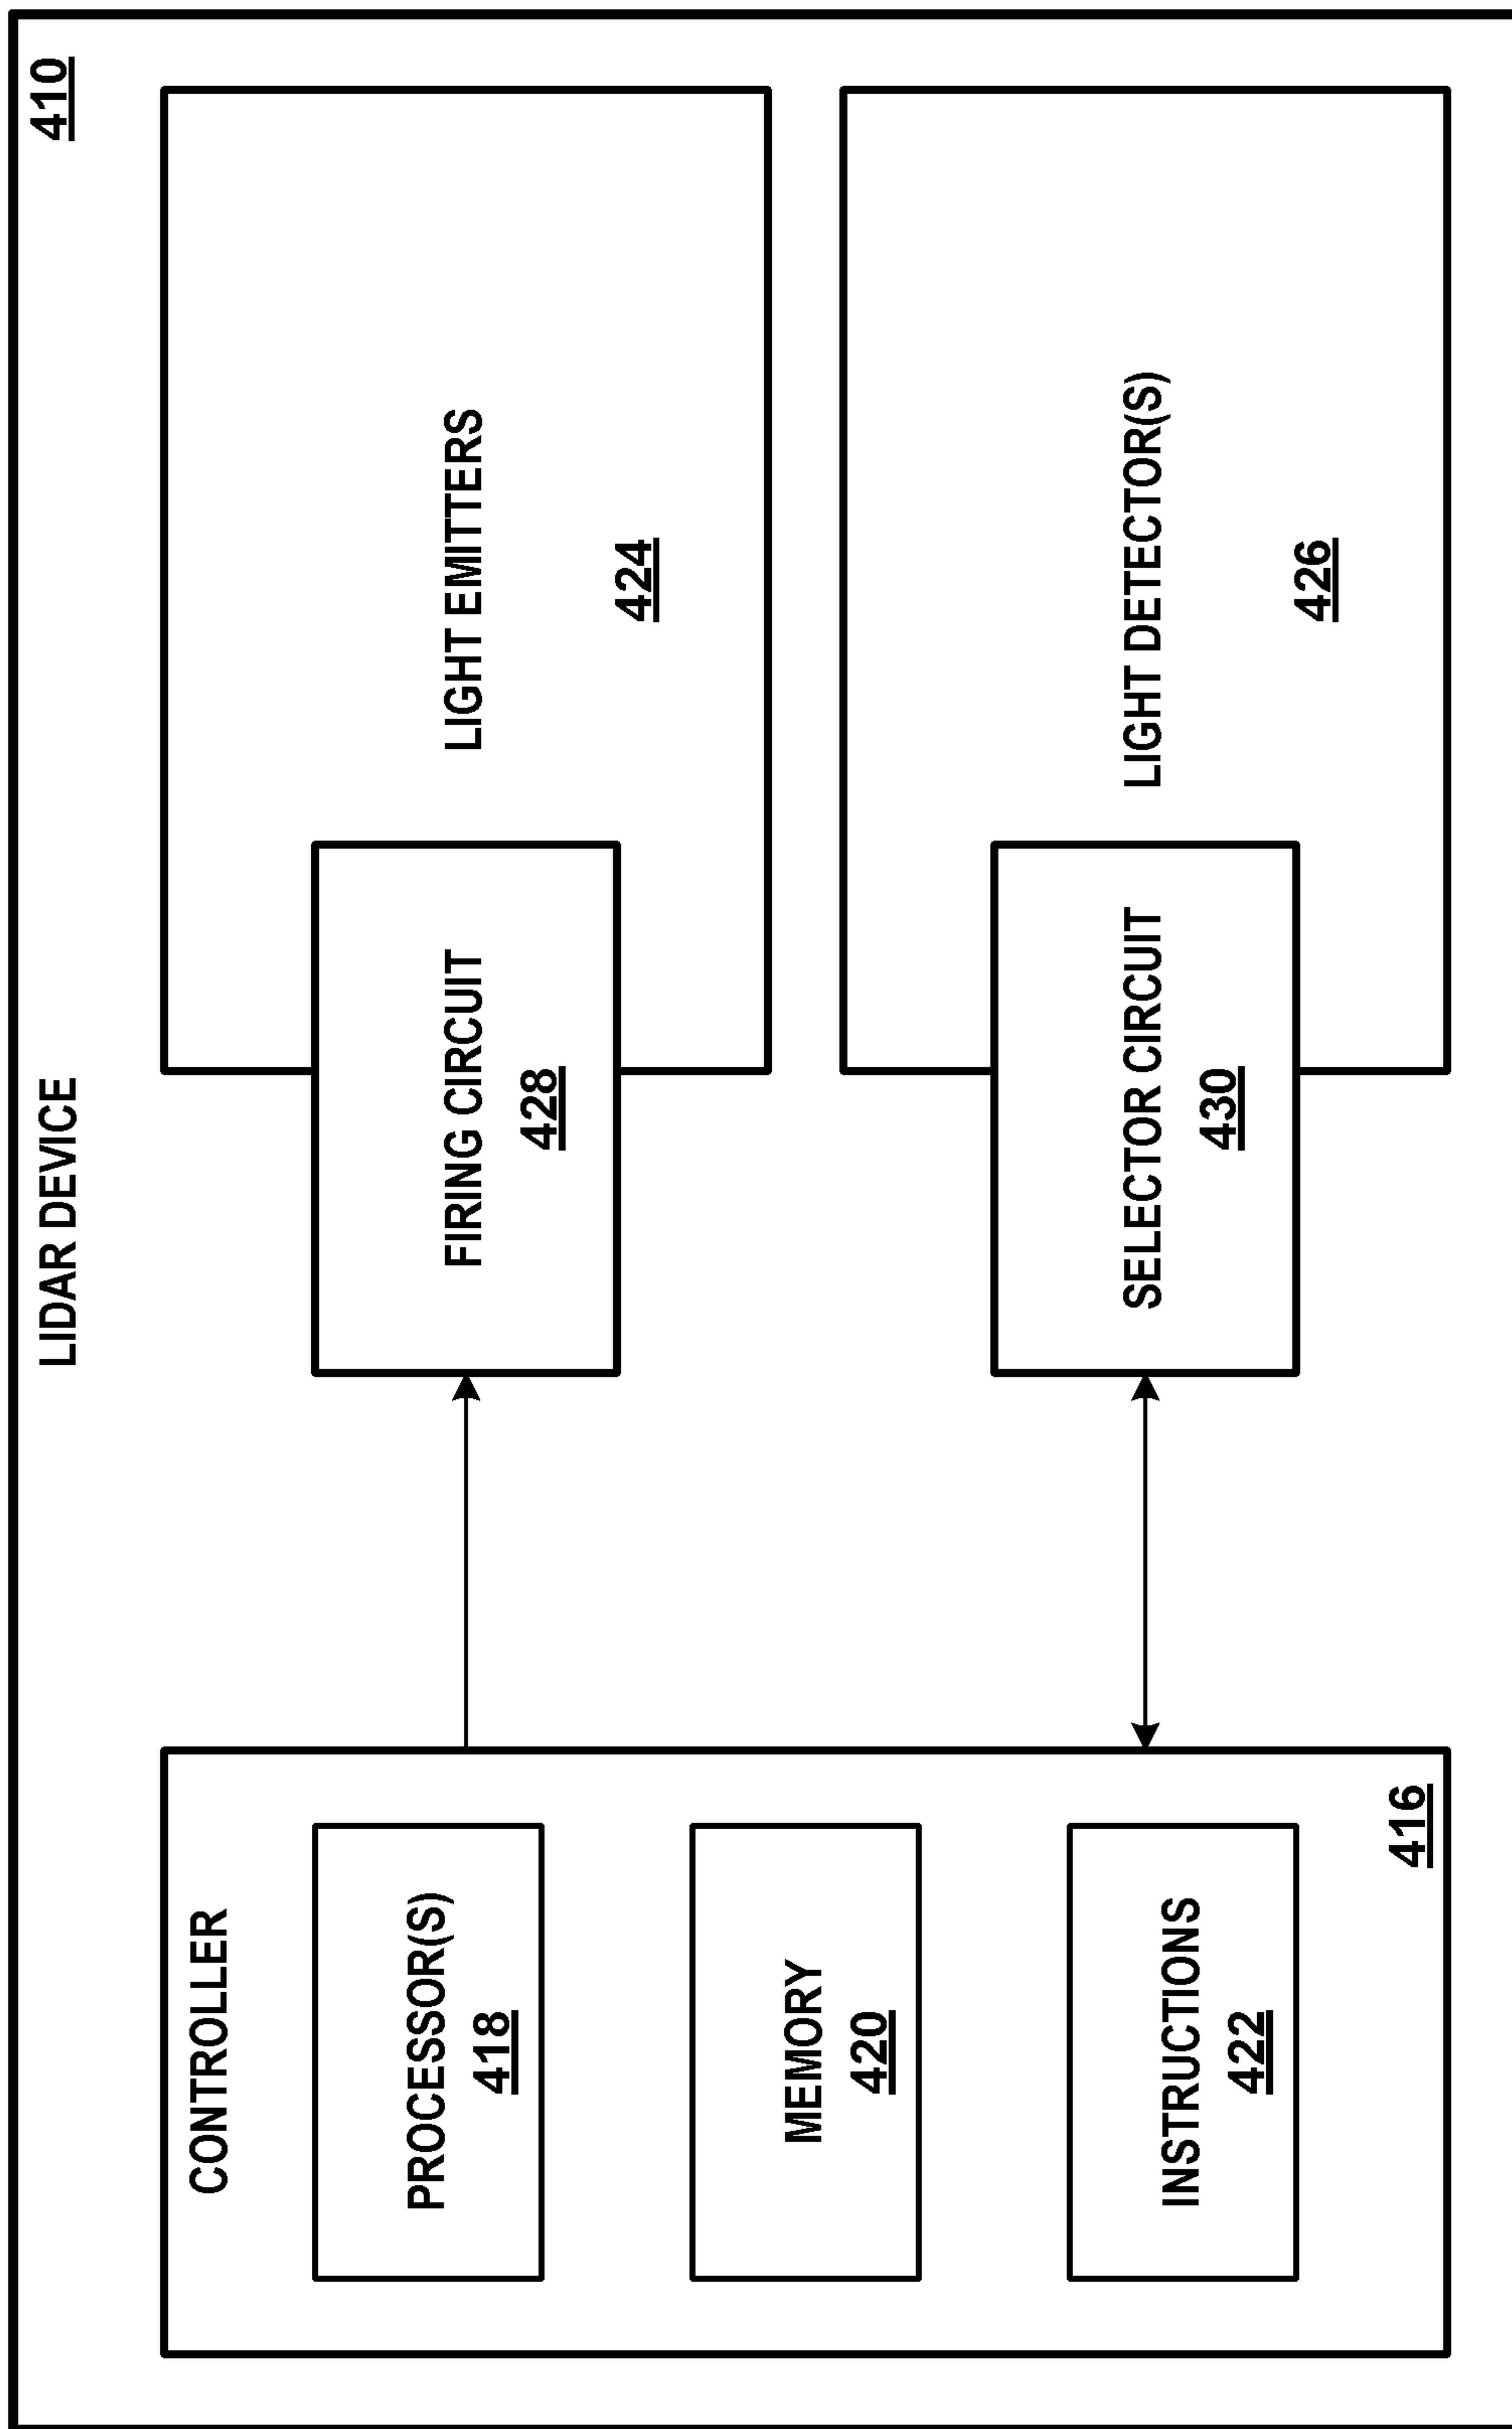 LIDAR DEVICE
410
CONTROLLER
PROCESSOR(S)
418
MEMORY
420
INSTRUCTIONS
422
416
FIRING CIRCUIT
428
LIGHT EMITTERS
424
SELECTOR CIRCUIT
430
LIGHT DETECTOR(S)
426